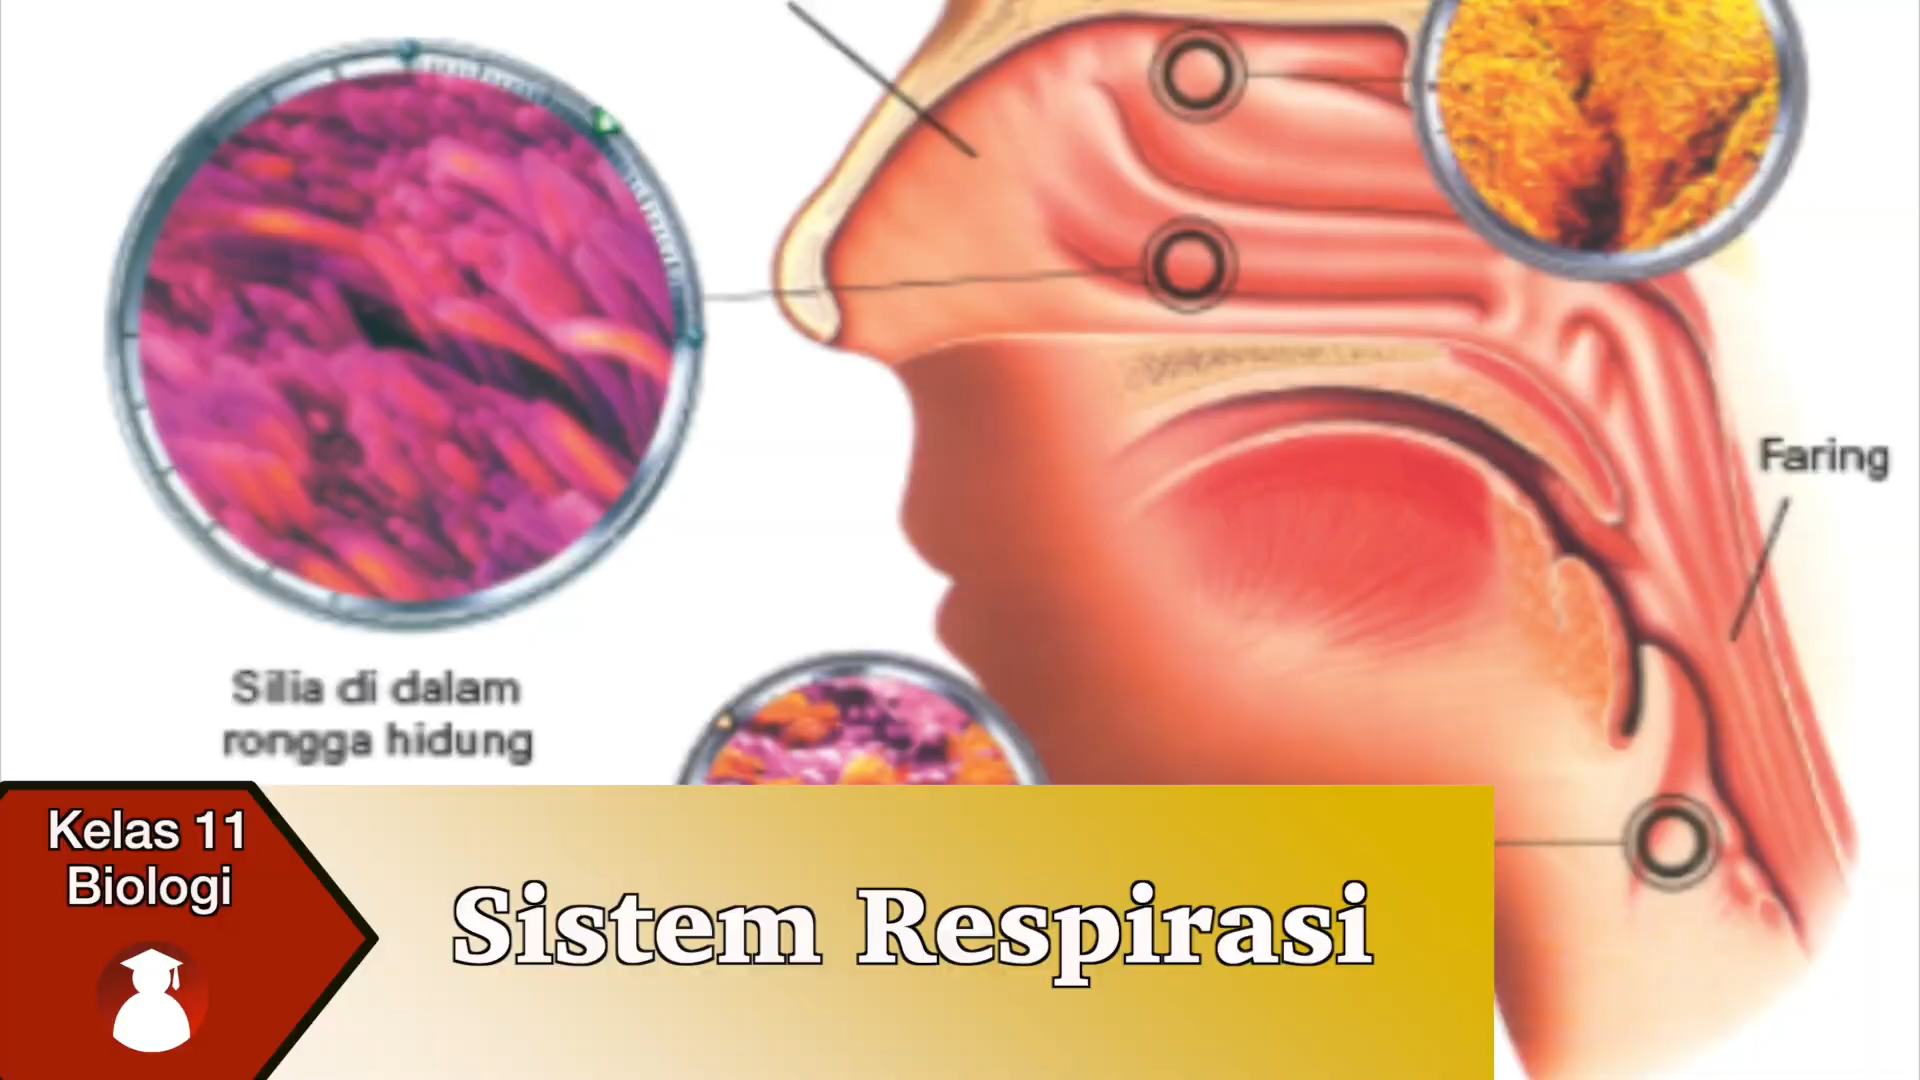 Faring
Silia di dalam
rongga hidung
Kelas 11
Biologi
Sistem Respirasi